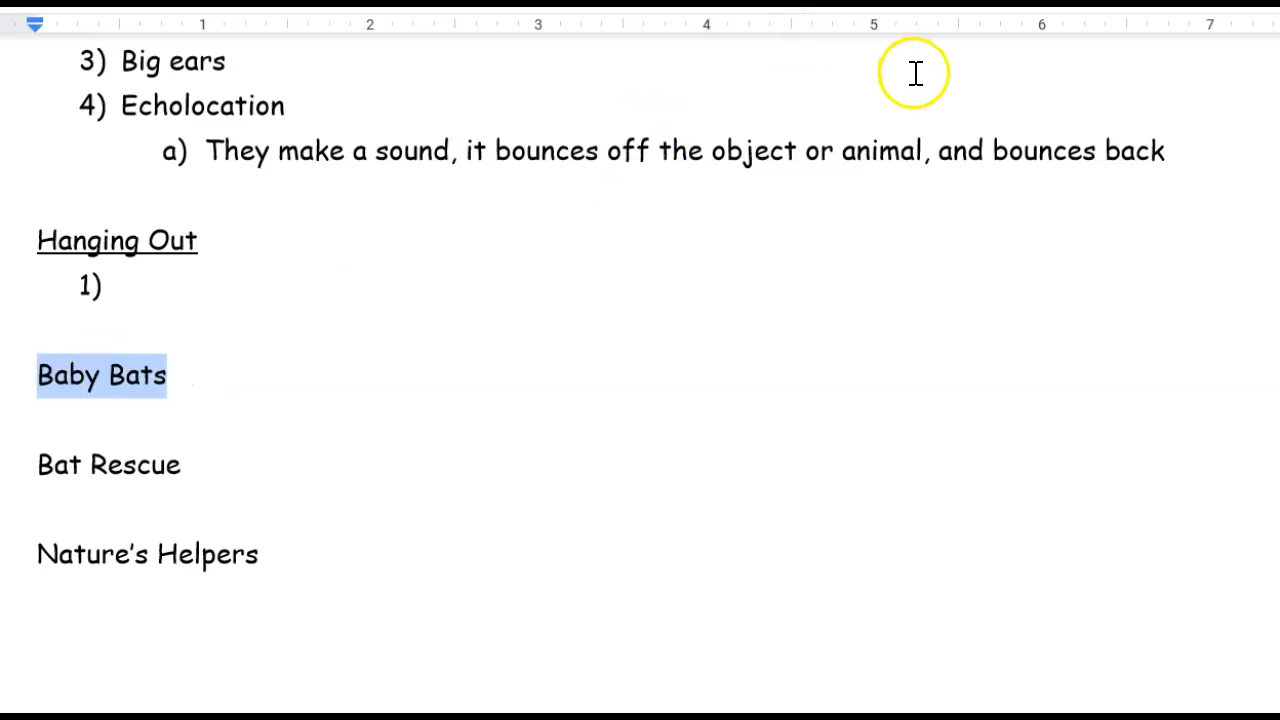 1 2 3 4 5 6 7
3) Big ears
4) Echolocation
a) They make a sound, it bounces off the object or animal, and bounces back
Hanging Out
1)
Baby Bats
Bat Rescue
Nature’s Helpers